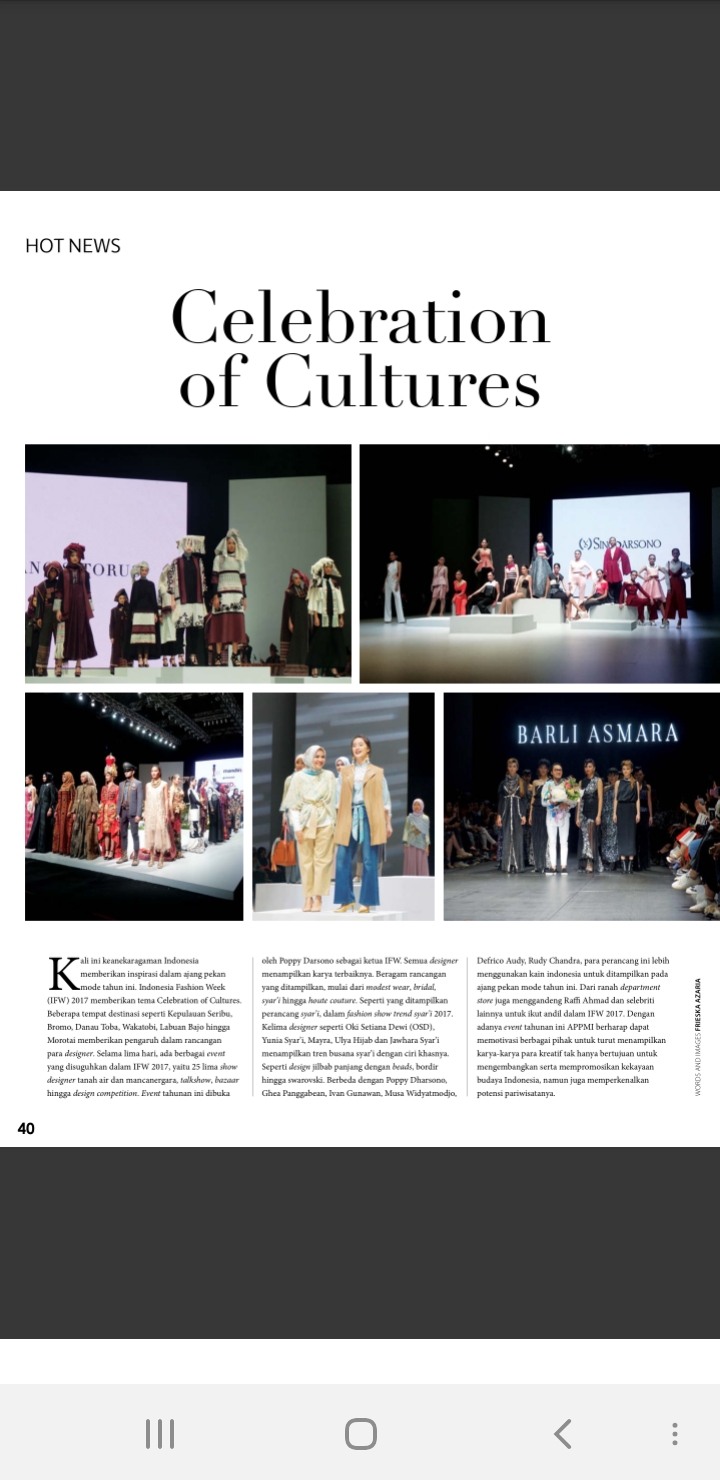 HOT NEWS
Celebration
of Cultures
TORU
SIN DARSONO
mandiri
BARLI ASMARA
Kali ini keanekaragaman Indonesia
memberikan inspirasi dalam ajang pekan
mode tahun ini. Indonesia Fashion Week
(IFW) 2017 memberikan tema Celebration of Cultures.
Beberapa tempat destinasi seperti Kepulauan Seribu,
Bromo, Danau Toba, Wakatobi, Labuan Bajo hingga
Morotai memberikan pengaruh dalam rancangan
para designer. Selama lima hari, ada berbagai event
yang disuguhkan dalam IFW 2017, yaitu 25 lima show
designer tanah air dan mancanergara, talkshow, bazaar
hingga design competition. Event tahunan ini dibuka
oleh Poppy Darsono sebagai ketua IFW. Semua designer
menampilkan karya terbaiknya. Beragam rancangan
yang ditampilkan, mulai dari modest wear, bridal,
syar'i hingga houte couture. Seperti yang ditampilkan
perancang syar'i, dalam fashion show trend syar'i 2017.
Kelima designer seperti Oki Setiana Dewi (OSD),
Yunia Syar'i, Mayra, Ulya Hijab dan Jawhara Syar'i
menampilkan tren busana syar'i dengan ciri khasnya.
Seperti design jilbab panjang dengan beads, bordir
hingga swarovski. Berbeda dengan Poppy Dharsono,
Ghea Panggabean, Ivan Gunawan, Musa Widyatmodjo,
Defrico Audy, Rudy Chandra, para perancang ini lebih
menggunakan kain indonesia untuk ditampilkan pada
ajang pekan mode tahun ini. Dari ranah department
store juga menggandeng Raffi Ahmad dan selebriti
lainnya untuk ikut andil dalam IFW 2017. Dengan
adanya event tahunan ini APPMI berharap dapat
memotivasi berbagai pihak untuk turut menampilkan
karya-karya para kreatif tak hanya bertujuan untuk
mengembangkan serta mempromosikan kekayaan
budaya Indonesia, namun juga memperkenalkan
potensi pariwisatanya.
WORDS AND IMAGES FRIESKA AZARIA
40